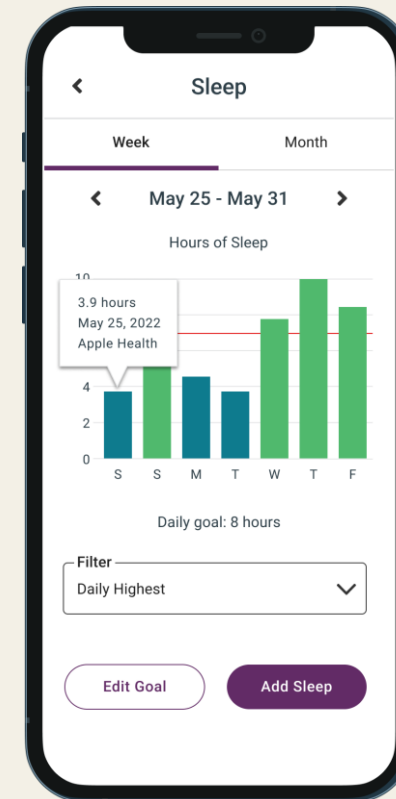 Sleep
Week Month
May 25 - May 31
Hours of Sleep
10
3.9 hours
May 25, 2022
Apple Health
4
2
0
S S M T W T F
Daily goal: 8 hours
Filter
Daily Highest
Edit Goal Add Sleep